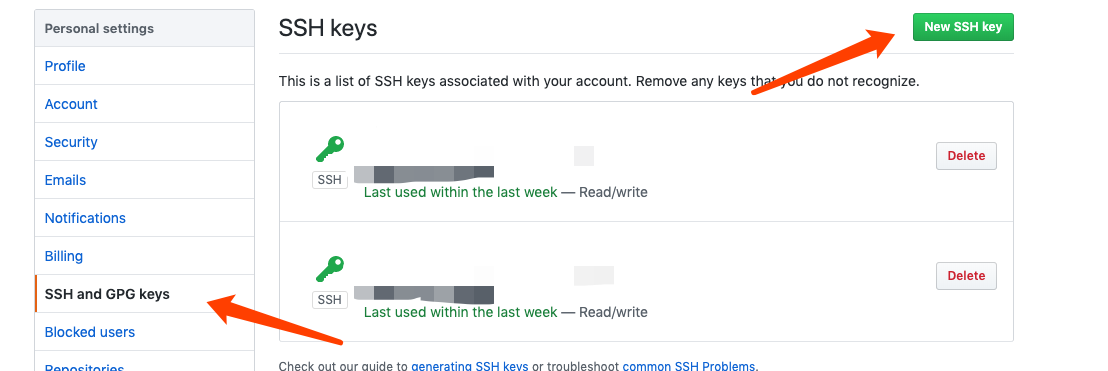 Personal settings
Profile
Account
Security
Emails
Notifications
Billing
SSH and GPG keys
Blocked users
Repositories
SSH keys
New SSH key
This is a list of SSH keys associated with your account. Remove any keys that you do not recognize.
SSH
Last used within the last week — Read/write
Delete
SSH
Last used within the last week — Read/write
Delete
Check out our guide to generating SSH keys or troubleshoot common SSH Problems.